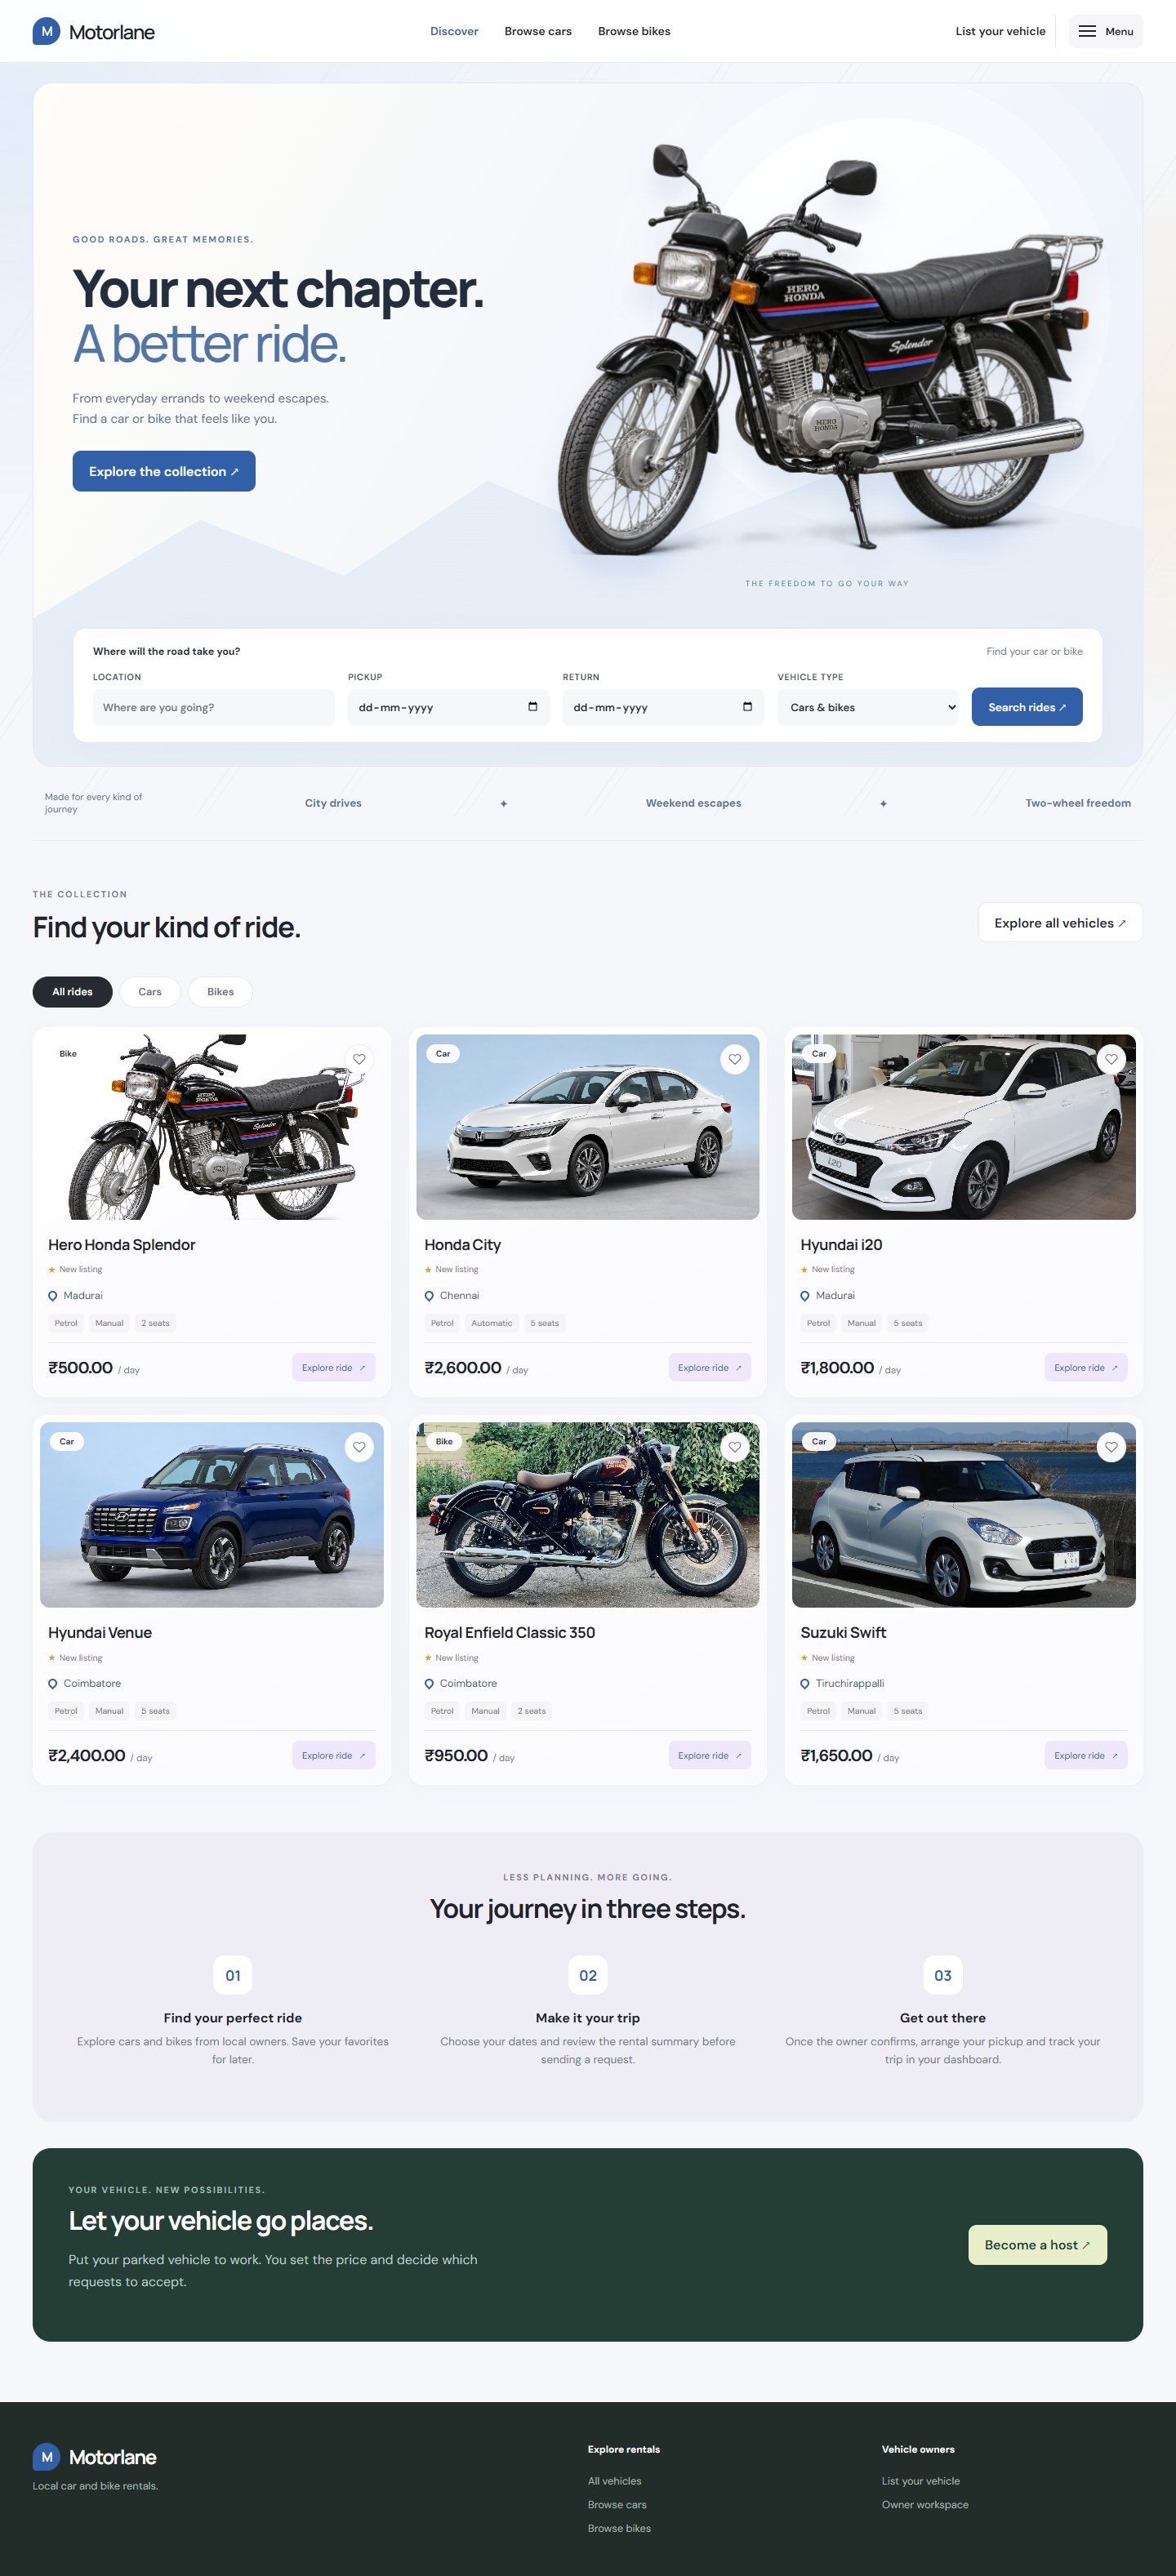 M Motorlane
Discover Browse cars Browse bikes
List your vehicle Menu
GOOD ROADS. GREAT MEMORIES.
Your next chapter.
A better ride.
From everyday errands to weekend escapes.
Find a car or bike that feels like you.
Explore the collection ↗
HERO
HONDA
Splendor
HERO
HONDA
THE FREEDOM TO GO YOUR WAY
Where will the road take you?
Find your car or bike
LOCATION PICKUP RETURN VEHICLE TYPE
Where are you going? dd-mm-yyyy dd-mm-yyyy Cars & bikes Search rides ↗
Made for every kind of
journey
City drives ✦ Weekend escapes ✦ Two-wheel freedom
THE COLLECTION
Find your kind of ride.
Explore all vehicles ↗
All rides Cars Bikes
Bike
Splendor
Hero Honda Splendor
★ New listing
Madurai
Petrol Manual 2 seats
₹500.00 / day Explore ride ↗
Car
Honda City
★ New listing
Chennai
Petrol Automatic 5 seats
₹2,600.00 / day Explore ride ↗
Car
i20
Hyundai i20
★ New listing
Madurai
Petrol Manual 5 seats
₹1,800.00 / day Explore ride ↗
Car
Hyundai Venue
★ New listing
Coimbatore
Petrol Manual 5 seats
₹2,400.00 / day Explore ride ↗
Bike
Royal Enfield Classic 350
★ New listing
Coimbatore
Petrol Manual 2 seats
₹950.00 / day Explore ride ↗
Car
Suzuki Swift
★ New listing
Tiruchirappalli
Petrol Manual 5 seats
₹1,650.00 / day Explore ride ↗
LESS PLANNING. MORE GOING.
Your journey in three steps.
01
Find your perfect ride
Explore cars and bikes from local owners. Save your favorites
for later.
02
Make it your trip
Choose your dates and review the rental summary before
sending a request.
03
Get out there
Once the owner confirms, arrange your pickup and track your
trip in your dashboard.
YOUR VEHICLE. NEW POSSIBILITIES.
Let your vehicle go places.
Put your parked vehicle to work. You set the price and decide which
requests to accept.
Become a host ↗
M Motorlane
Local car and bike rentals.
Explore rentals
All vehicles
Browse cars
Browse bikes
Vehicle owners
List your vehicle
Owner workspace